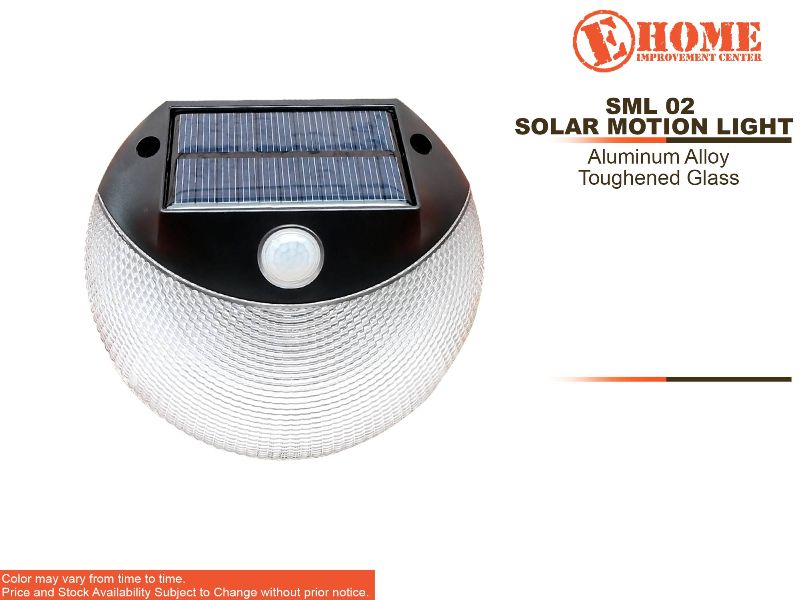 E HOME
IMPROVEMENT CENTER
SML 02
SOLAR MOTION LIGHT
Aluminum Alloy
Toughened Glass
Color may vary from time to time.
Price and Stock Availability Subject to Change without prior notice.